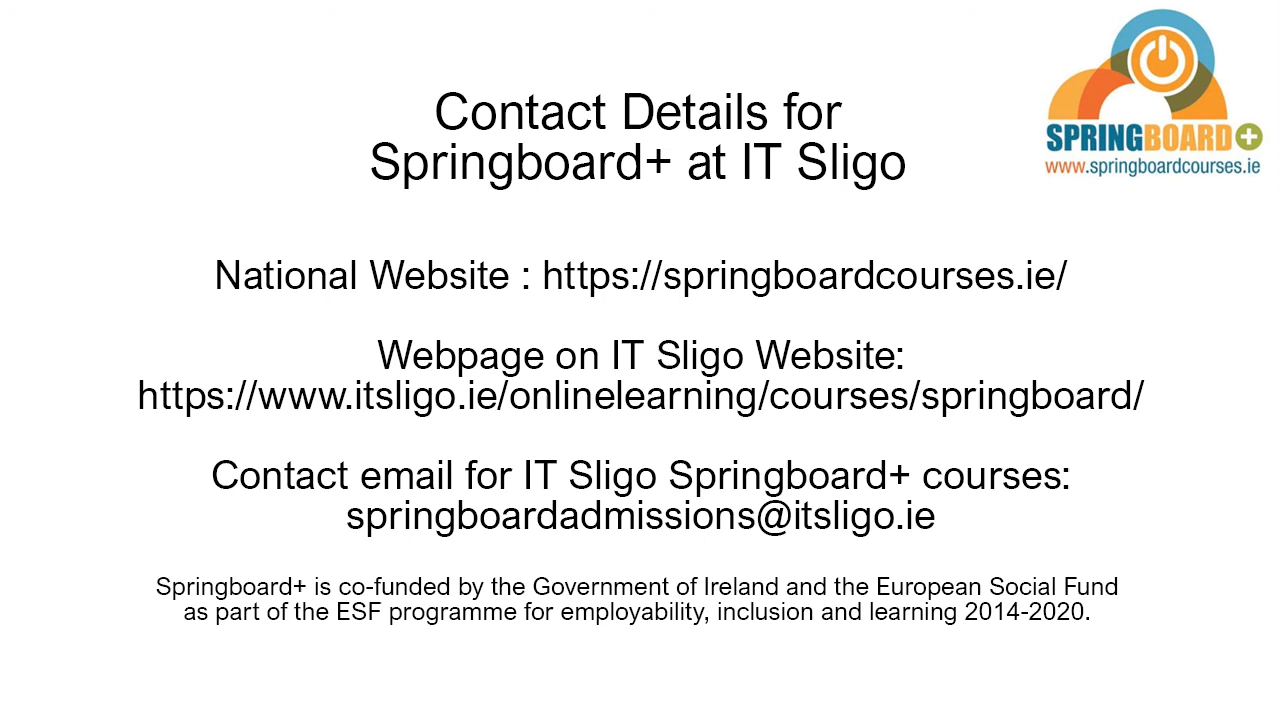 Contact Details for
Springboard+ at IT Sligo
SPRINGBOARD+
www.springboardcourses.ie
National Website : https://springboardcourses.ie/
Webpage on IT Sligo Website:
https://www.itsligo.ie/onlinelearning/courses/springboard/
Contact email for IT Sligo Springboard+ courses:
springboardadmissions@itsligo.ie
Springboard+ is co-funded by the Government of Ireland and the European Social Fund
as part of the ESF programme for employability, inclusion and learning 2014-2020.